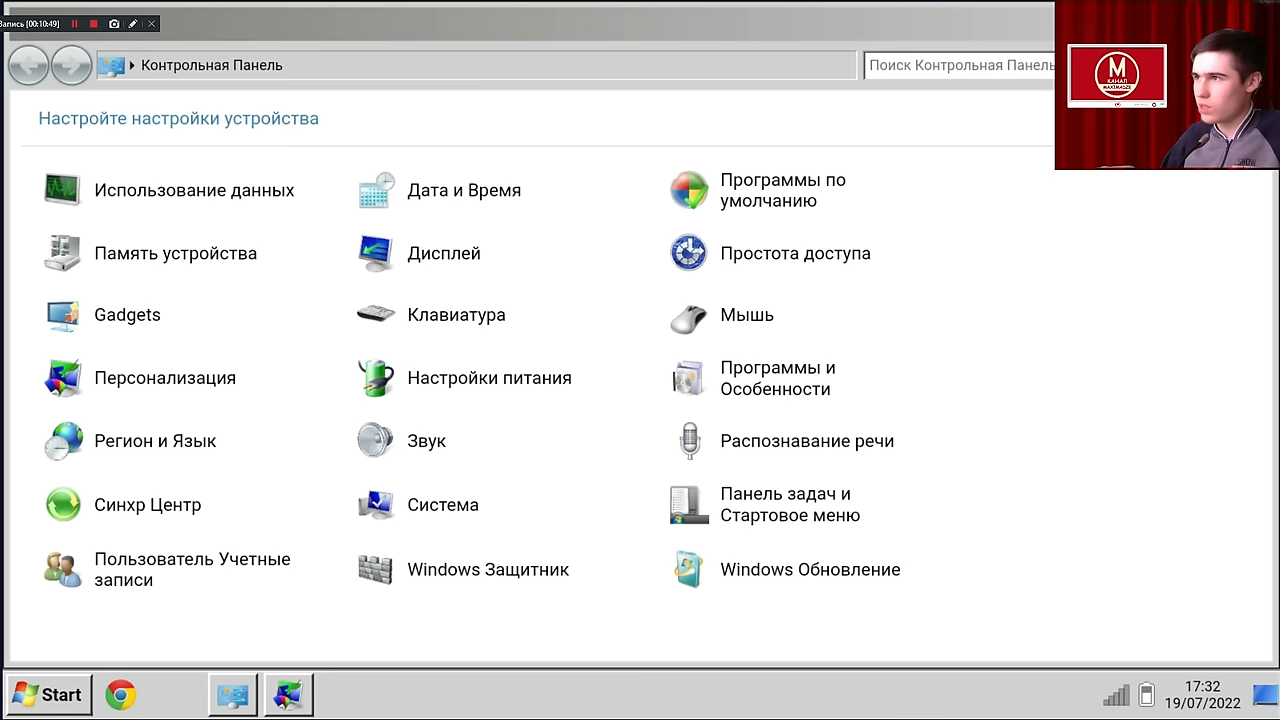 Запись [00:10:49]
Контрольная Панель
Поиск Контрольная Панель
М
КАНАЛ
MAXIMADZE
SHOW
Настройте настройки устройства
Использование данных
Дата и Время
Программы по
умолчанию
Память устройства
Дисплей
Простота доступа
Gadgets
Клавиатура
Мышь
Персонализация
Настройки питания
Программы и
Особенности
Регион и Язык
Звук
Распознавание речи
Синхр Центр
Система
Панель задач и
Стартовое меню
Пользователь Учетные
записи
Windows Защитник
Windows Обновление
Start
17:32
19/07/2022